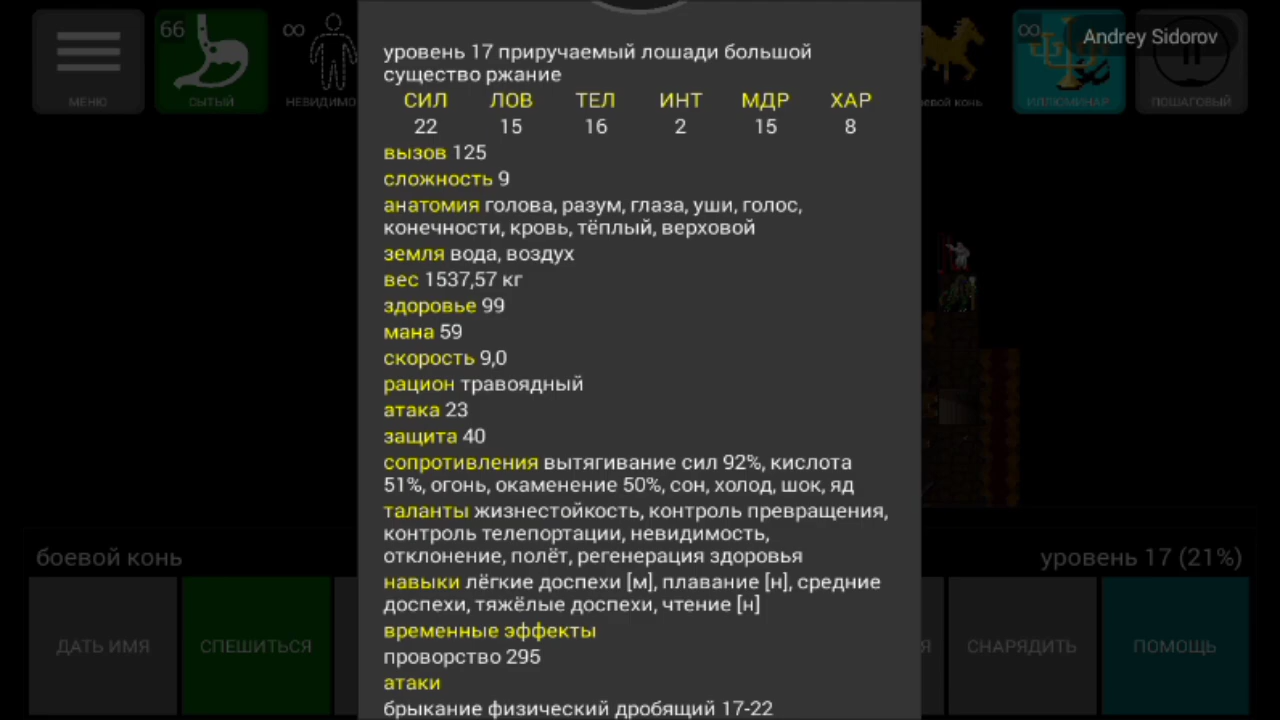 66
МЕНЮ
СЫТЫЙ
∞
НЕВИДИМО
уровень 17 приручаемый лошади большой
существо ржание
СИЛ ЛОВ ТЕЛ ИНТ МДР ХАР
22 15 16 2 15 8
вызов 125
сложность 9
анатомия голова, разум, глаза, уши, голос,
конечности, кровь, тёплый, верховой
земля вода, воздух
вес 1537,57 кг
здоровье 99
мана 59
скорость 9,0
рацион травоядный
атака 23
защита 40
сопротивления вытягивание сил 92%, кислота
51%, огонь, окаменение 50%, сон, холод, шок, яд
таланты жизнестойкость, контроль превращения,
контроль телепортации, невидимость,
отклонение, полёт, регенерация здоровья
навыки лёгкие доспехи [м], плавание [н], средние
доспехи, тяжёлые доспехи, чтение [н]
временные эффекты
проворство 295
атаки
брыкание физический дробящий 17-22
евой конь
∞
ИЛЛЮМИНАР
Andrey Sidorov
ПОШАГОВЫЙ
боевой конь
уровень 17 (21%)
ДАТЬ ИМЯ
СПЕШИТЬСЯ
Я
СНАРЯДИТЬ
ПОМОЩЬ